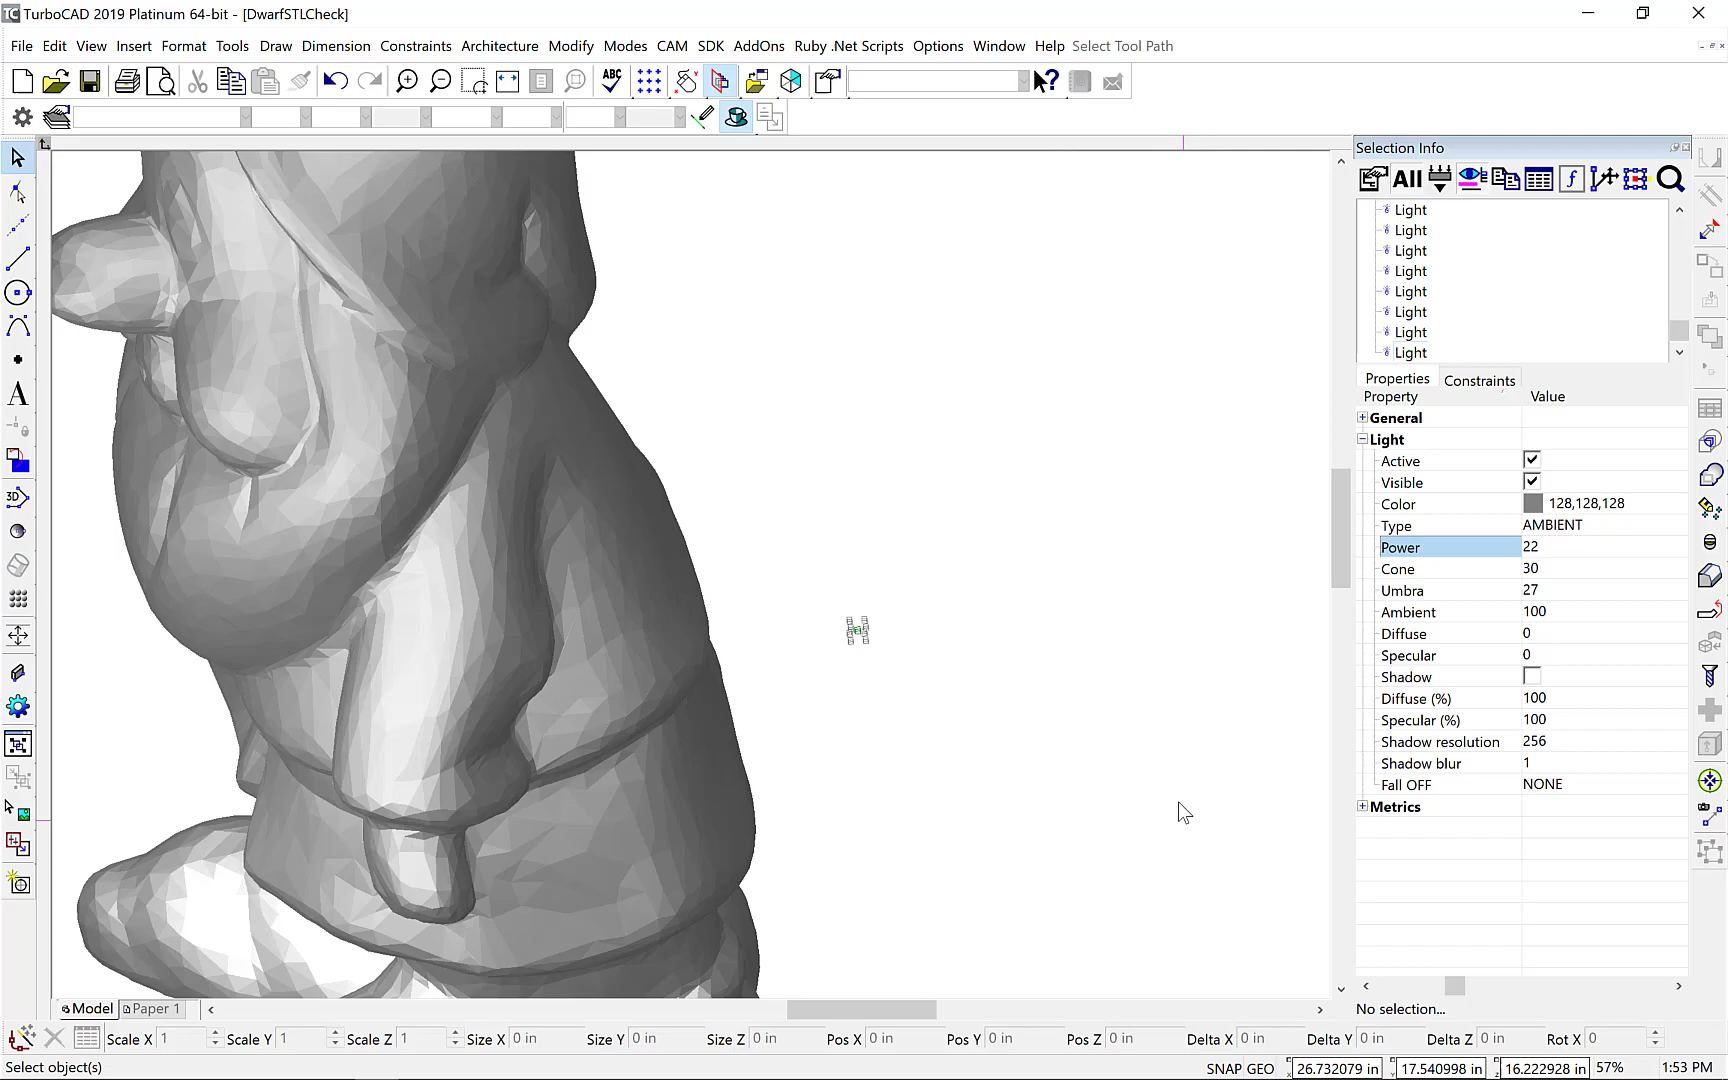 TurboCAD 2019 Platinum 64-bit - [DwarfSTLCheck]
File Edit View Insert Format Tools Draw Dimension Constraints Architecture Modify Modes CAM SDK AddOns Ruby .Net Scripts Options Window Help Select Tool Path
ABC
Selection Info
All
Light
Light
Light
Light
Light
Light
Light
Light
Properties Constraints
Property Value
General
Light
Active
Visible
Color 128,128,128
Type AMBIENT
Power 22
Cone 30
Umbra 27
Ambient 100
Diffuse 0
Specular 0
Shadow
Diffuse (%) 100
Specular (%) 100
Shadow resolution 256
Shadow blur 1
Fall OFF NONE
Metrics
A
3D
Model Paper 1
No selection...
Scale X 1 Scale Y 1 Scale Z 1 Size X 0 in Size Y 0 in Size Z 0 in Pos X 0 in Pos Y 0 in Pos Z 0 in Delta X 0 in Delta Y 0 in Delta Z 0 in Rot X 0
Select object(s) SNAP GEO 26.732079 in 17.540998 in 16.222928 in 57% 1:53 PM